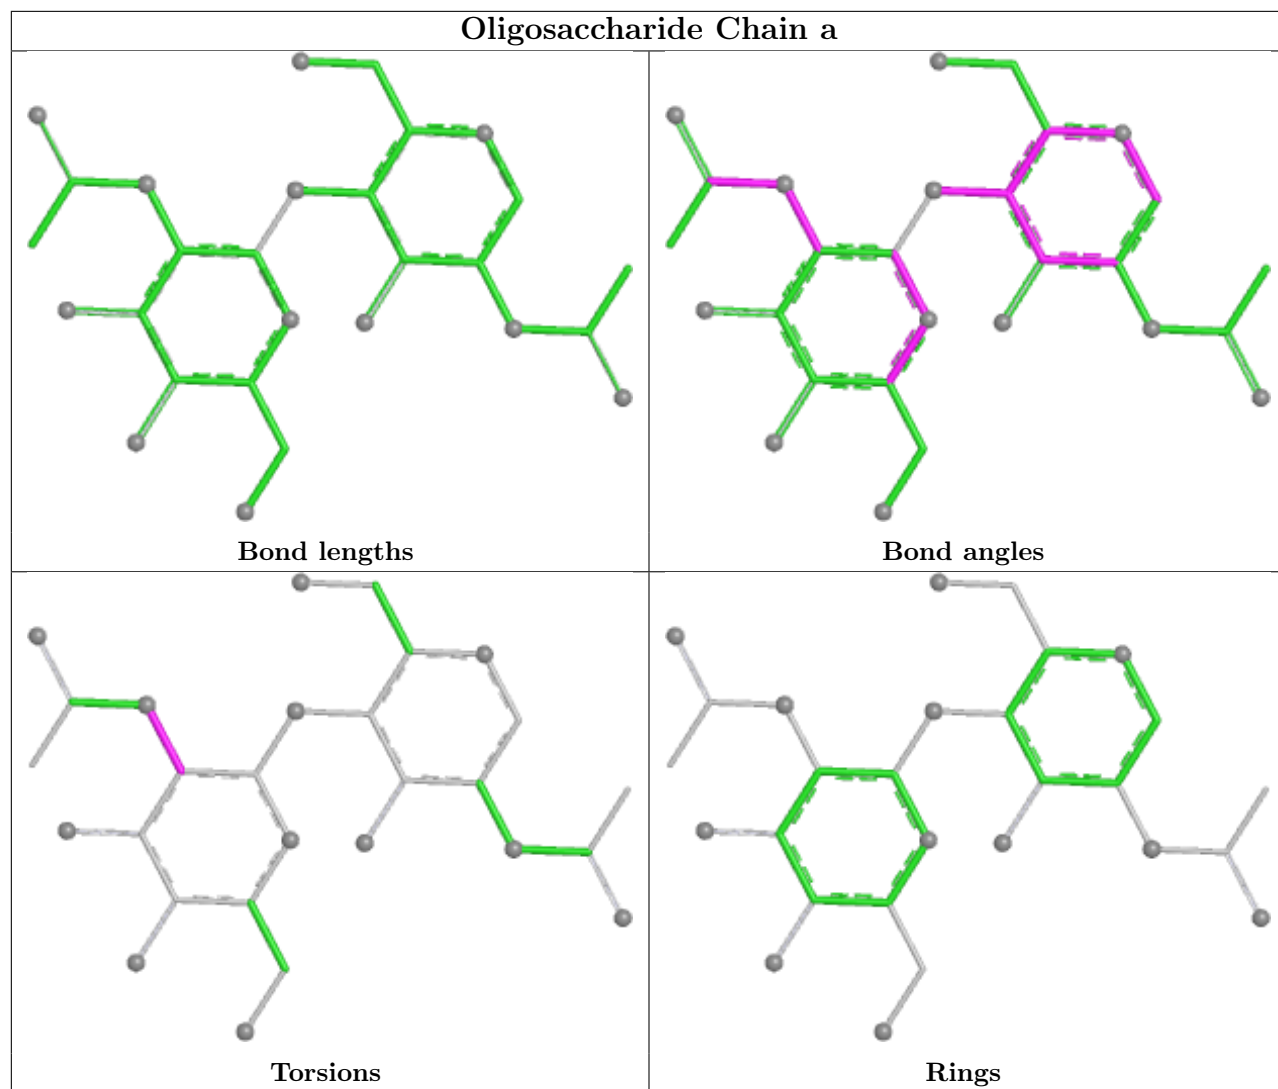 Oligosaccharide Chain a
Bond lengths
Bond angles
Torsions
Rings